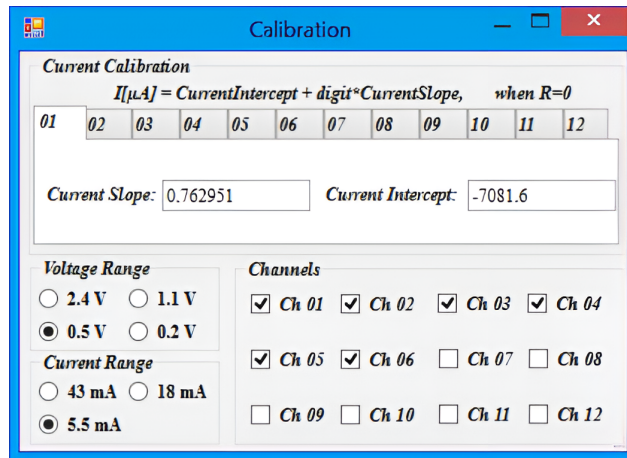 Calibration
Current Calibration
I[µA] = CurrentIntercept + digit*CurrentSlope, when R=0
01 02 03 04 05 06 07 08 09 10 11 12
Current Slope: 0.762951 Current Intercept: -7081.6
Voltage Range
2.4 V 1.1 V
0.5 V 0.2 V
Current Range
43 mA 18 mA
5.5 mA
Channels
Ch 01 Ch 02 Ch 03 Ch 04
Ch 05 Ch 06 Ch 07 Ch 08
Ch 09 Ch 10 Ch 11 Ch 12